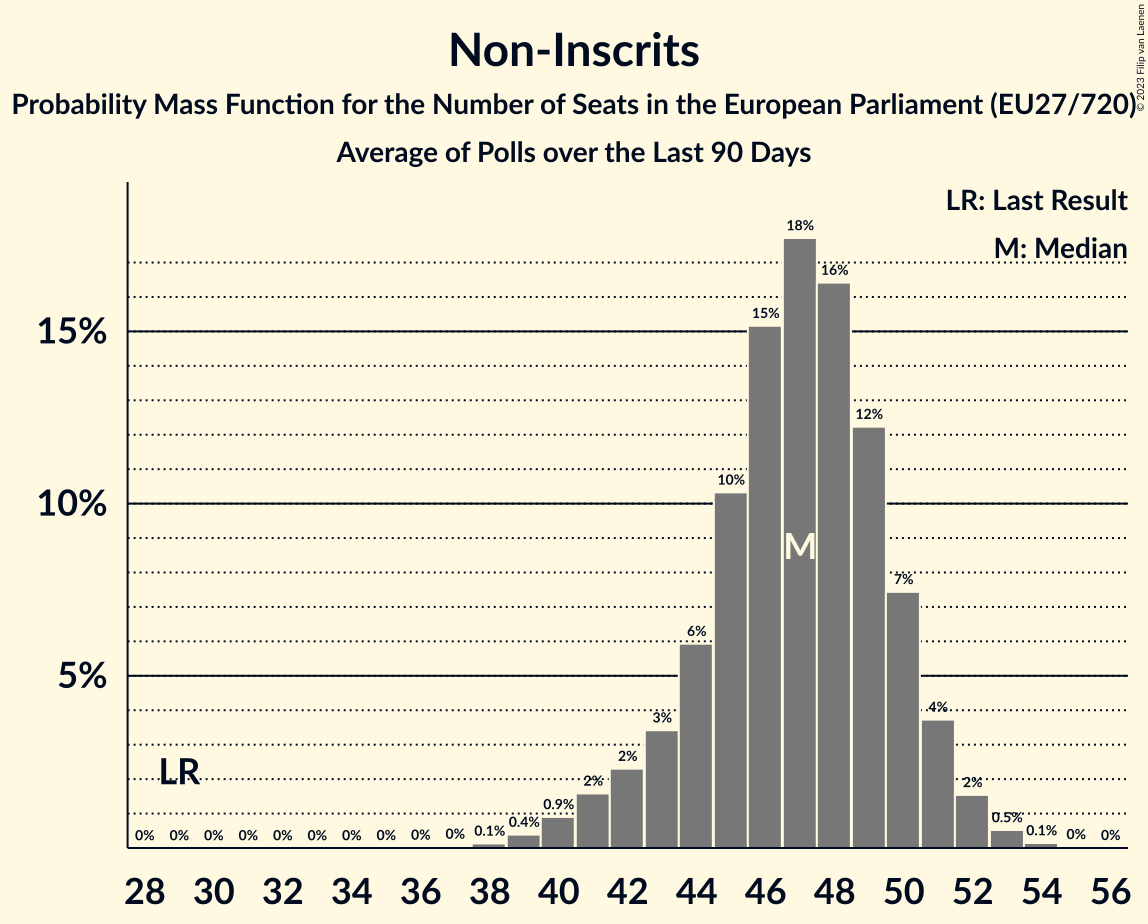 Non-Inscrits
Probability Mass Function for the Number of Seats in the European Parliament (EU27/720)
Average of Polls over the Last 90 Days
© 2023 Filip van Laenen
LR: Last Result
M: Median
18%
16%
15%
15%
12%
10%
10%
M
7%
6%
5%
4%
3%
2%
LR
2%
2%
0.9%
0.4%
0.5%
0% 0% 0% 0% 0% 0% 0% 0% 0% 0% 0.1% 0.1% 0% 0%
28 30 32 34 36 38 40 42 44 46 48 50 52 54 56